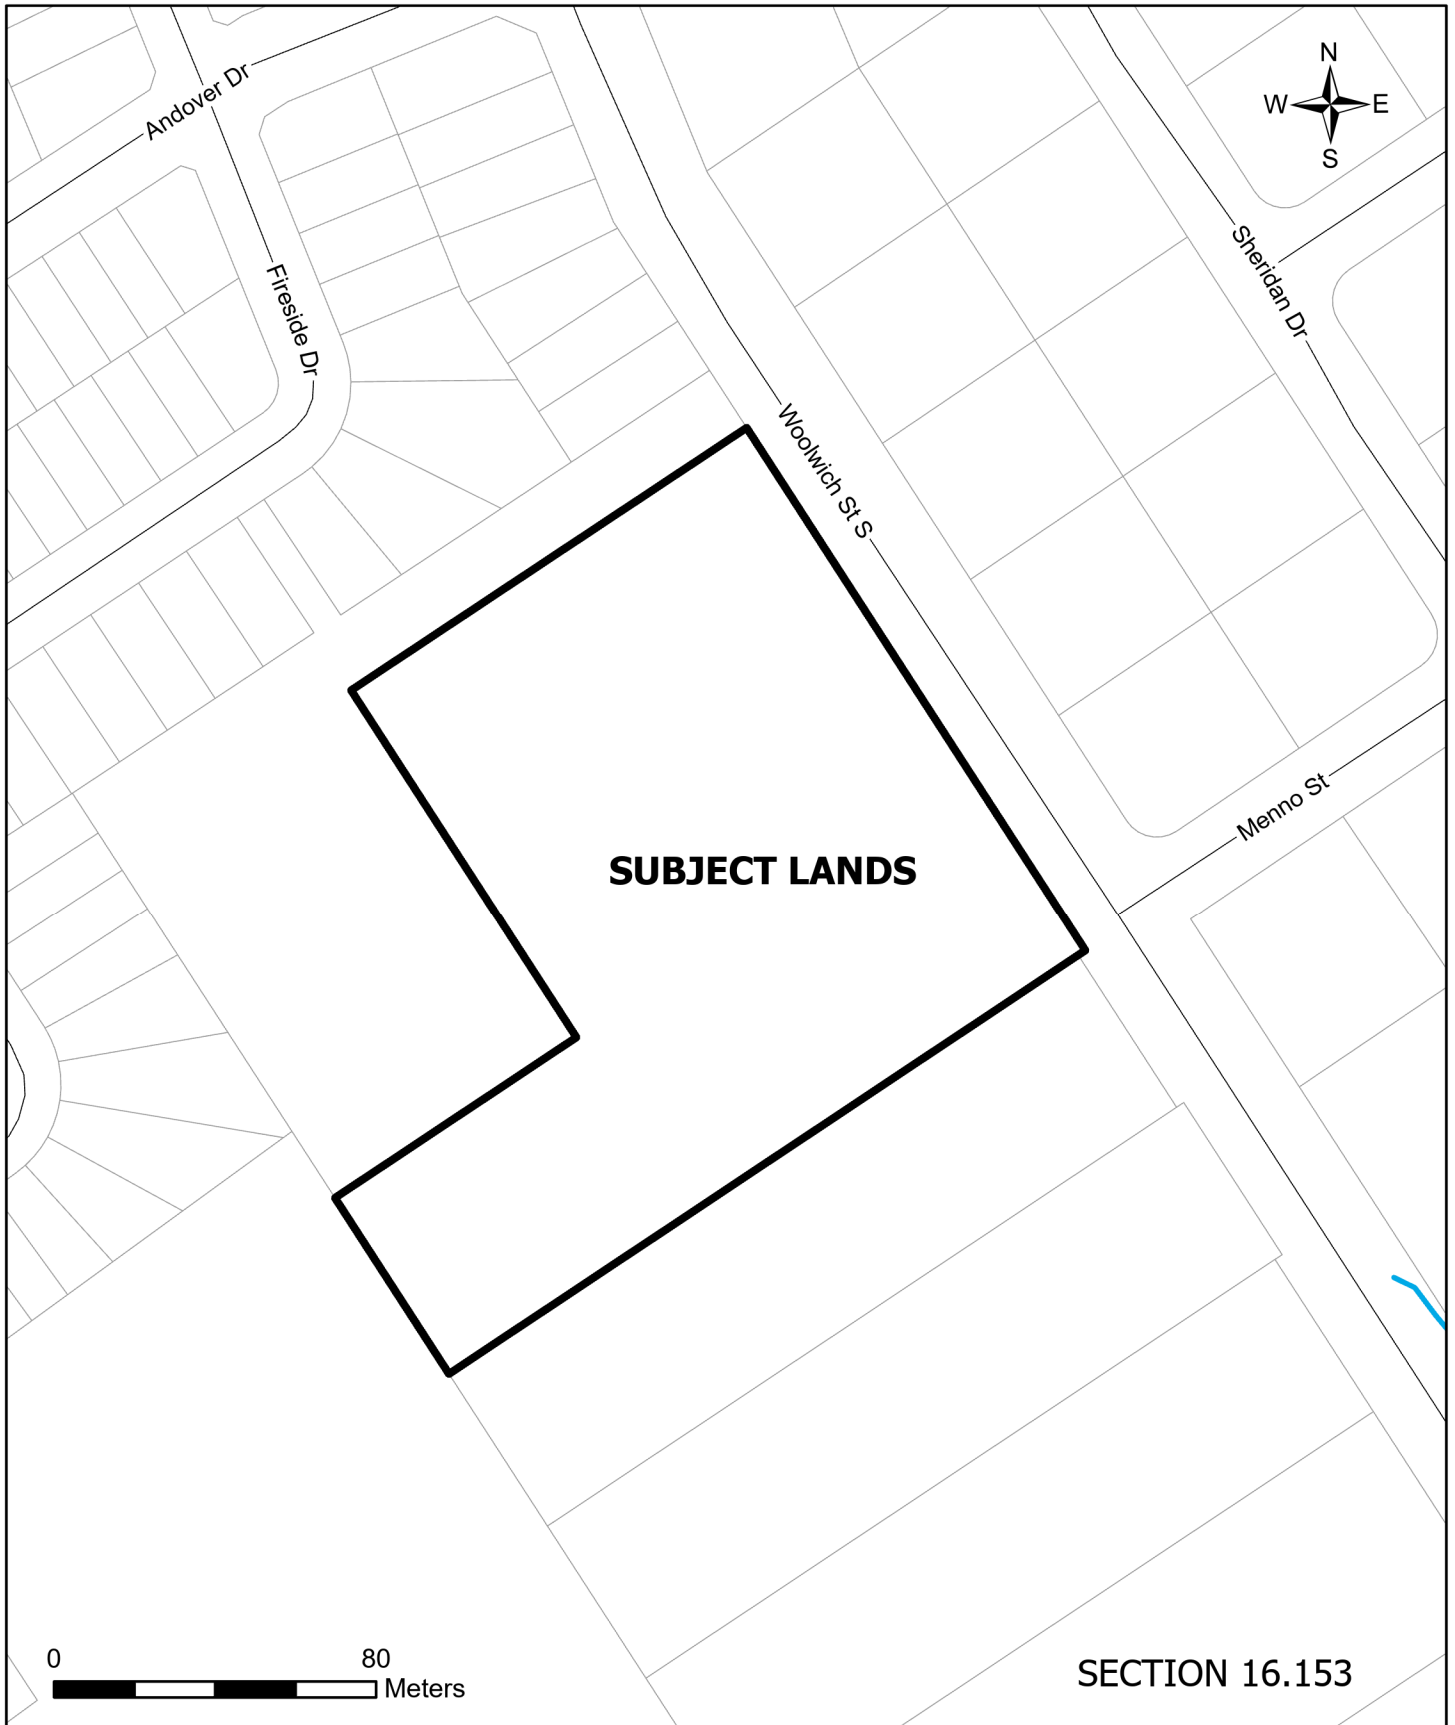 N
W E
S
Andover Dr
Fireside Dr
Sheridan Dr
Woolwich St S
Menno St
SUBJECT LANDS
0 80
Meters
SECTION 16.153